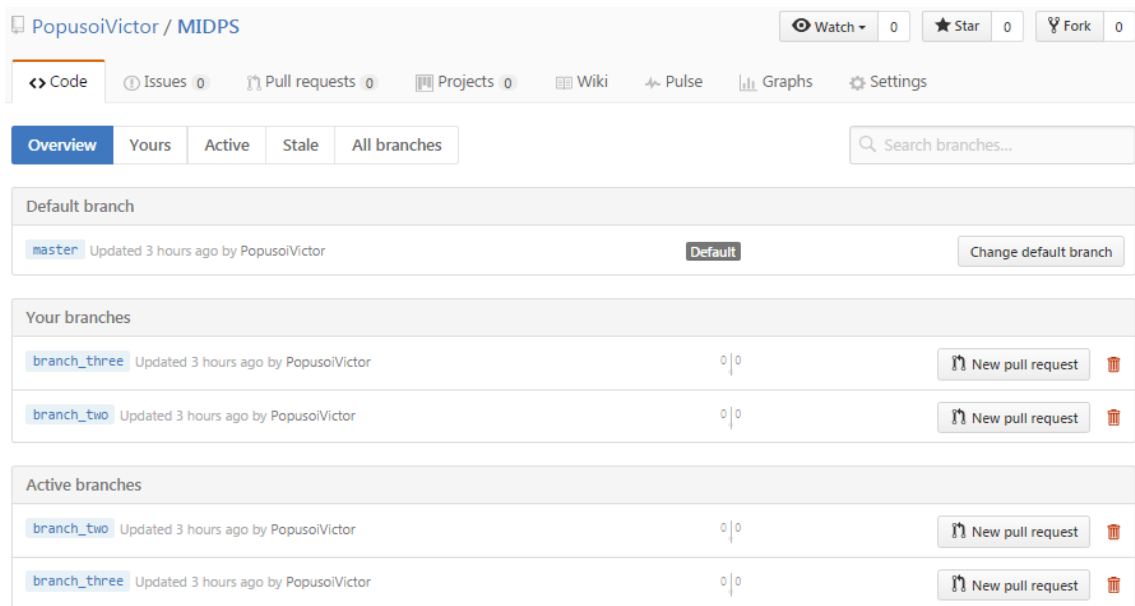 PopusoiVictor / MIDPS Watch 0 Star 0 Fork 0
Code Issues 0 Pull requests 0 Projects 0 Wiki Pulse Graphs Settings
Overview Yours Active Stale All branches Search branches...
Default branch
master Updated 3 hours ago by PopusoiVictor Default Change default branch
Your branches
branch_three Updated 3 hours ago by PopusoiVictor 0 0 New pull request
branch_two Updated 3 hours ago by PopusoiVictor 0 0 New pull request
Active branches
branch_two Updated 3 hours ago by PopusoiVictor 0 0 New pull request
branch_three Updated 3 hours ago by PopusoiVictor 0 0 New pull request